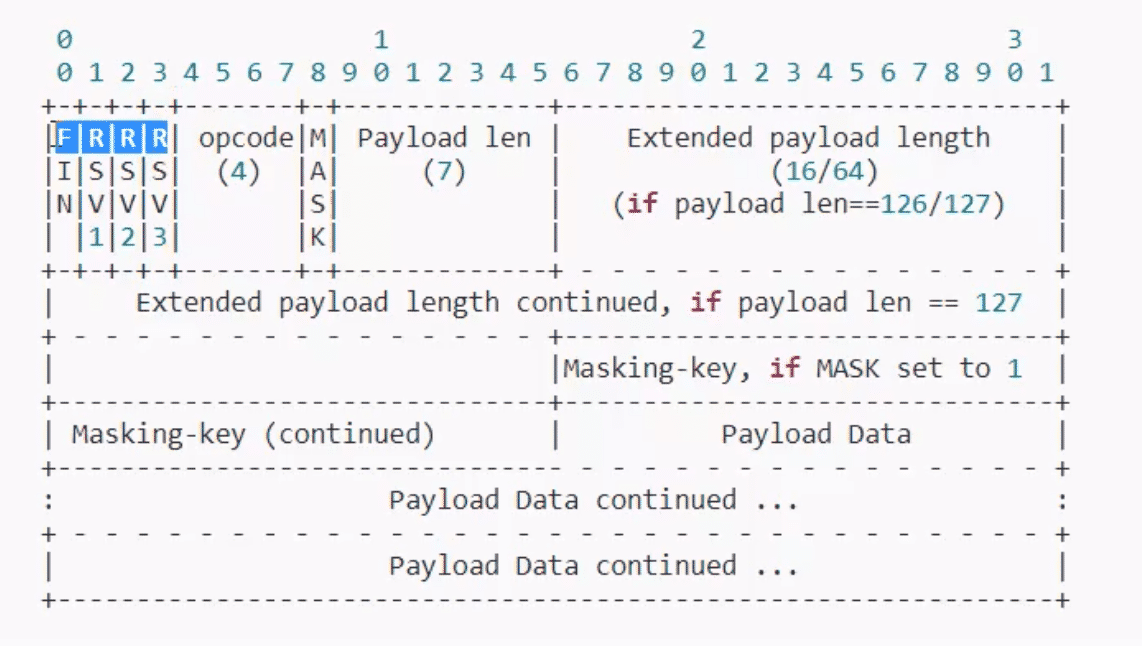 0                   1                   2                   3
 0 1 2 3 4 5 6 7 8 9 0 1 2 3 4 5 6 7 8 9 0 1 2 3 4 5 6 7 8 9 0 1
+-+-+-+-+-------+-+-------------+-------------------------------+
|F|R|R|R| opcode|M| Payload len |    Extended payload length    |
|I|S|S|S|  (4)  |A|     (7)     |             (16/64)           |
|N|V|V|V|       |S|             |   (if payload len==126/127)   |
| |1|2|3|       |K|             |                               |
+-+-+-+-+-------+-+-------------+ - - - - - - - - - - - - - - - +
|     Extended payload length continued, if payload len == 127  |
+ - - - - - - - - - - - - - - - +-------------------------------+
|                               |Masking-key, if MASK set to 1  |
+-------------------------------+-------------------------------+
| Masking-key (continued)       |          Payload Data         |
+-------------------------------- - - - - - - - - - - - - - - - +
:                     Payload Data continued ...                :
+ - - - - - - - - - - - - - - - - - - - - - - - - - - - - - - - +
|                     Payload Data continued ...                |
+---------------------------------------------------------------+